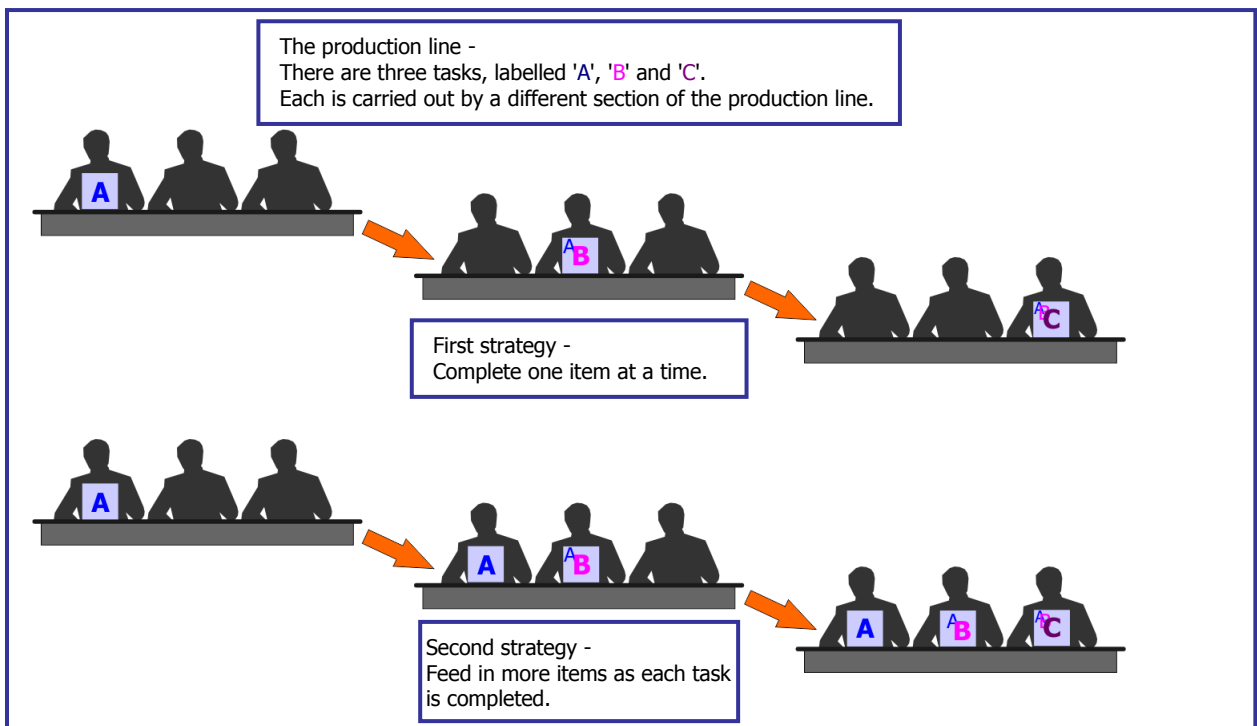 The production line -
There are three tasks, labelled 'A', 'B' and 'C'.
Each is carried out by a different section of the production line.
A
A
B
A
B
C
First strategy -
Complete one item at a time.
A
A
A
B
A
A
B
A
B
C
Second strategy -
Feed in more items as each task
is completed.